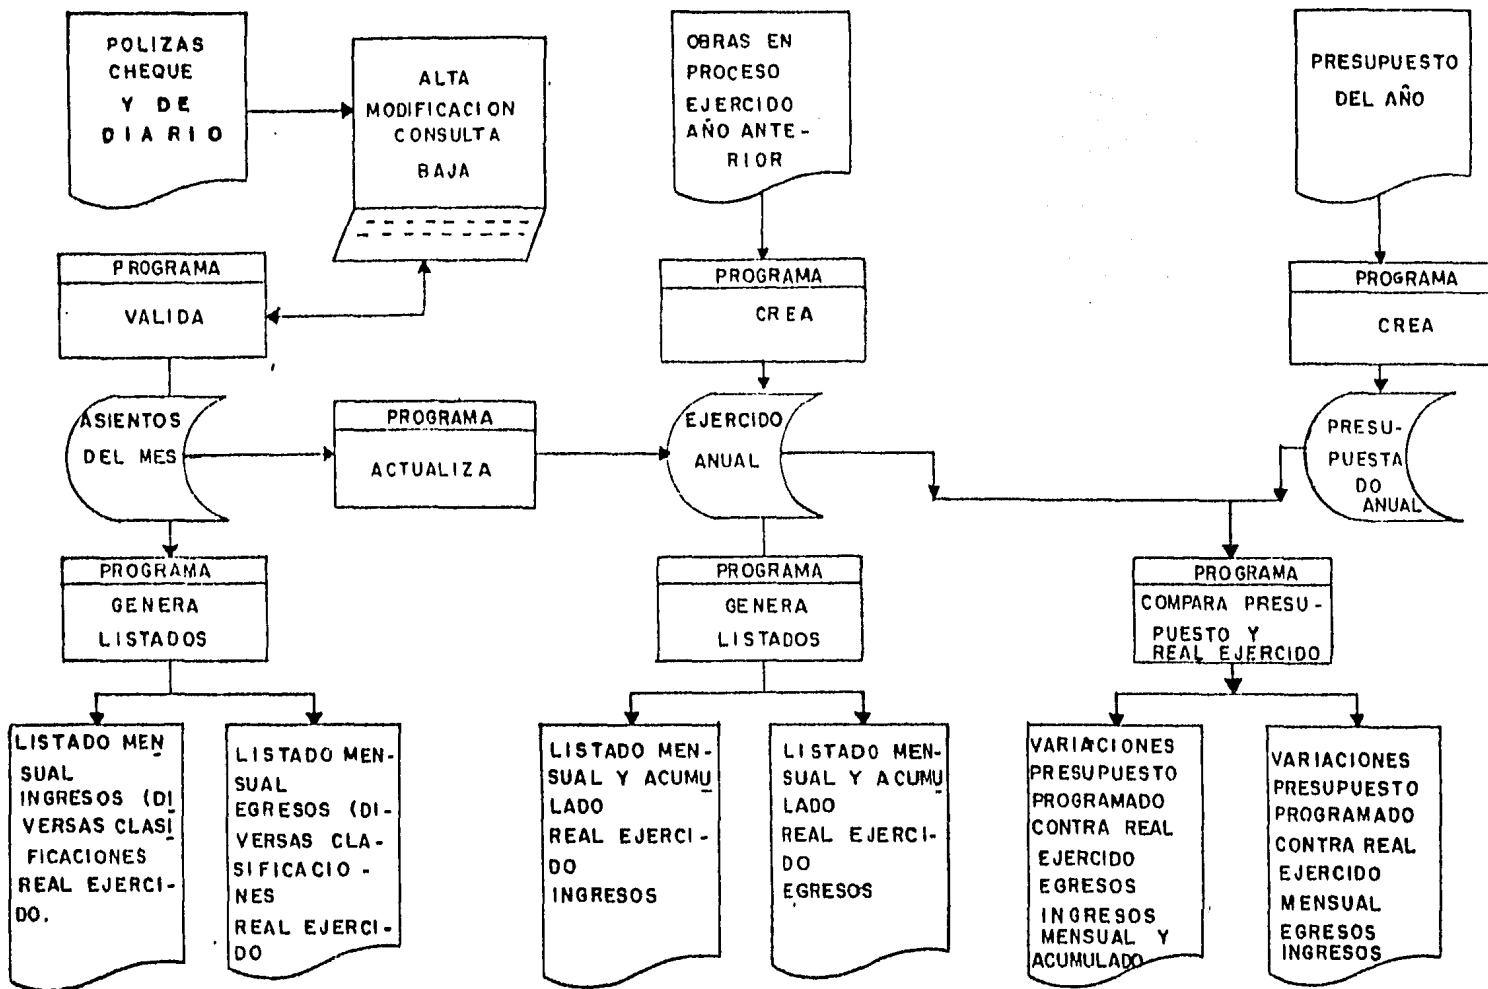 POLIZAS
CHEQUE
Y DE
DIARIO
ALTA
MODIFICACION
CONSULTA
BAJA
OBRAS EN
PROCESO
EJERCIDO
AÑO ANTE-
RIOR
PRESUPUESTO
DEL AÑO
PROGRAMA
VALIDA
PROGRAMA
CREA
PROGRAMA
CREA
ASIENTOS
DEL MES
PROGRAMA
ACTUALIZA
EJERCIDO
ANUAL
PRESU-
PUESTA
DO
ANUAL
PROGRAMA
GENERA
LISTADOS
PROGRAMA
GENERA
LISTADOS
PROGRAMA
COMPARA PRESU-
PUESTO Y
REAL EJERCIDO
LISTADO MEN
SUAL
INGRESOS (DI
VERSAS CLASI
FICACIONES
REAL EJERCI-
DO.
LISTADO MEN-
SUAL
EGRESOS (DI-
VERSAS CLA-
SIFICACIO-
NES
REAL EJERCI-
DO
LISTADO MEN-
SUAL Y ACUMU
LADO
REAL EJERCI-
DO
INGRESOS
LISTADO MEN-
SUAL Y ACUMU
LADO
REAL EJERCI-
DO
EGRESOS
VARIACIONES
PRESUPUESTO
PROGRAMADO
CONTRA REAL
EJERCIDO
EGRESOS
INGRESOS
MENSUAL Y
ACUMULADO
VARIACIONES
PRESUPUESTO
PROGRAMADO
CONTRA REAL
EJERCIDO
MENSUAL
EGRESOS
INGRESOS